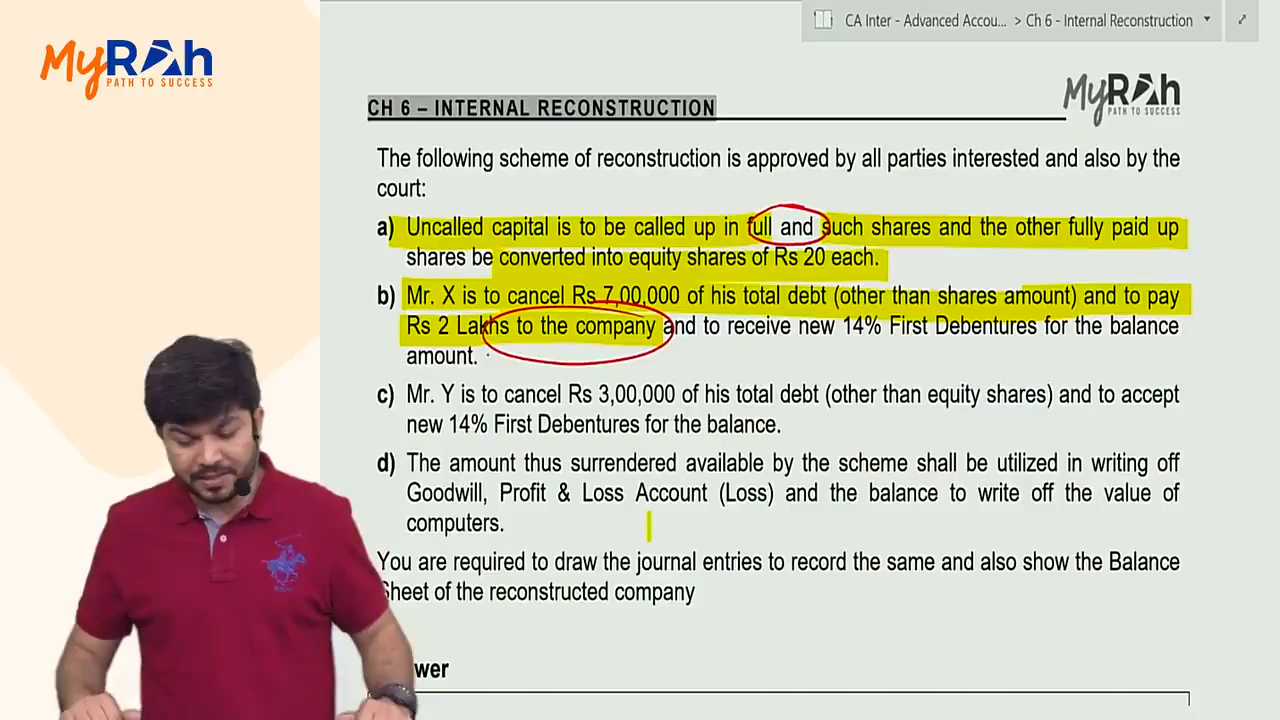 CA Inter - Advanced Accou... > Ch 6 - Internal Reconstruction
MyRAh
PATH TO SUCCESS
MyRAh
PATH TO SUCCESS
CH 6 – INTERNAL RECONSTRUCTION
The following scheme of reconstruction is approved by all parties interested and also by the
court:
a) Uncalled capital is to be called up in full and such shares and the other fully paid up
shares be converted into equity shares of Rs 20 each.
b) Mr. X is to cancel Rs 7,00,000 of his total debt (other than shares amount) and to pay
Rs 2 Lakhs to the company and to receive new 14% First Debentures for the balance
amount.
c) Mr. Y is to cancel Rs 3,00,000 of his total debt (other than equity shares) and to accept
new 14% First Debentures for the balance.
d) The amount thus surrendered available by the scheme shall be utilized in writing off
Goodwill, Profit & Loss Account (Loss) and the balance to write off the value of
computers.
You are required to draw the journal entries to record the same and also show the Balance
Sheet of the reconstructed company
wer